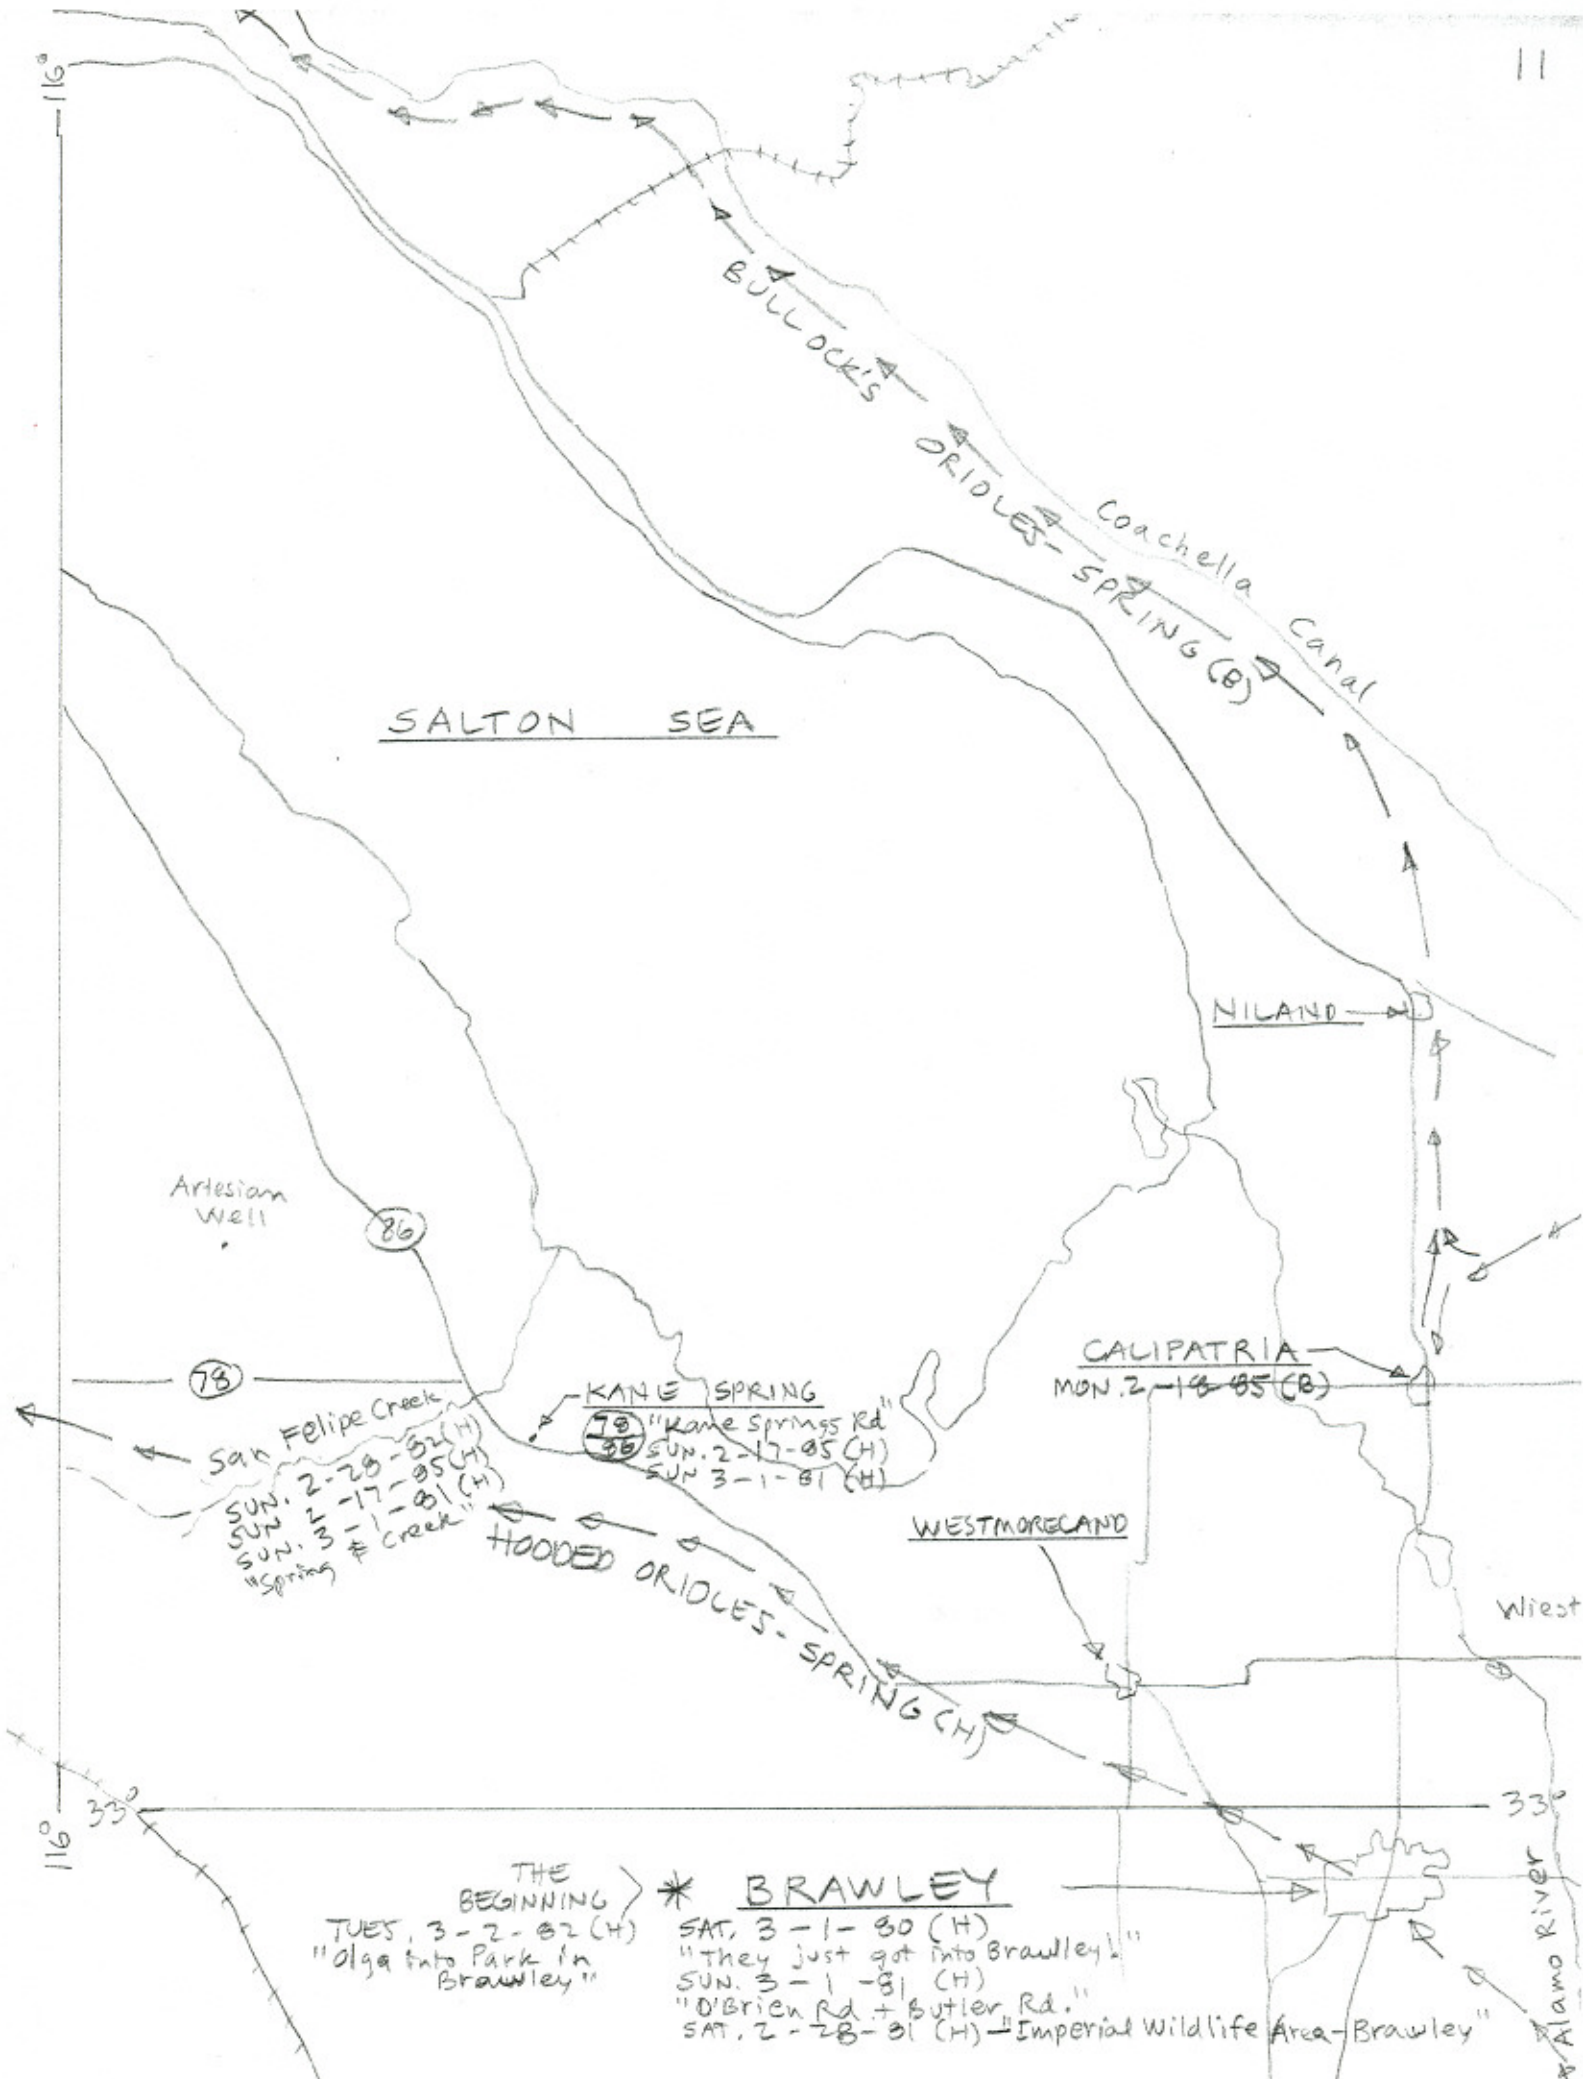 11
116°
BULLOCK'S ORIOLES - SPRING (B)
Coachella Canal
SALTON SEA
NILAND
Artesian
Well
86
CALIPATRIA
MON. 2-18-85 (B)
78
KANE SPRING
78
86
"Kane Springs Rd"
SUN. 2-17-85 (H)
SUN 3-1-81 (H)
San Felipe Creek
SUN. 2-28-82 (H)
SUN 2-17-85 (H)
SUN. 3-1-81 (H)
"Spring & Creek"
HOODED ORIOLES - SPRING (H)
WESTMORELAND
Wiest
33°
33°
116°
THE
BEGINNING
* BRAWLEY
TUES. 3-2-82 (H)
"Olga into Park in
Brawley"
SAT. 3-1-80 (H)
"They just got into Brawley!"
SUN. 3-1-81 (H)
"O'Brien Rd + Butler Rd."
SAT. 2-28-81 (H) - "Imperial Wildlife Area - Brawley"
Alamo River